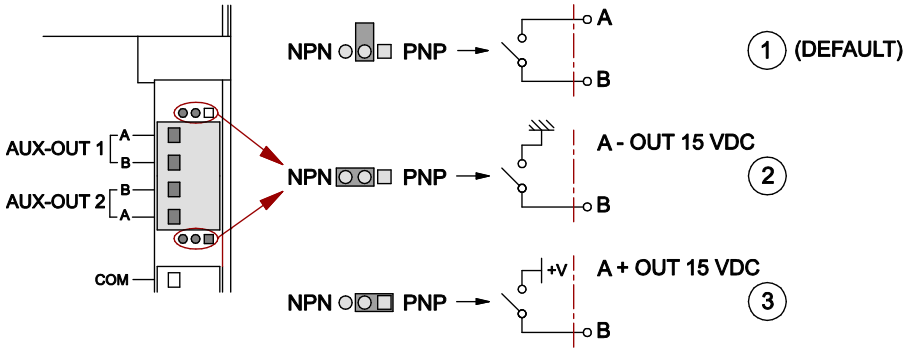 NPN PNP A 1 (DEFAULT)
B
AUX-OUT 1 A
B
AUX-OUT 2 B
A
COM
A - OUT 15 VDC
NPN PNP 2
B
+V A + OUT 15 VDC
NPN PNP B 3